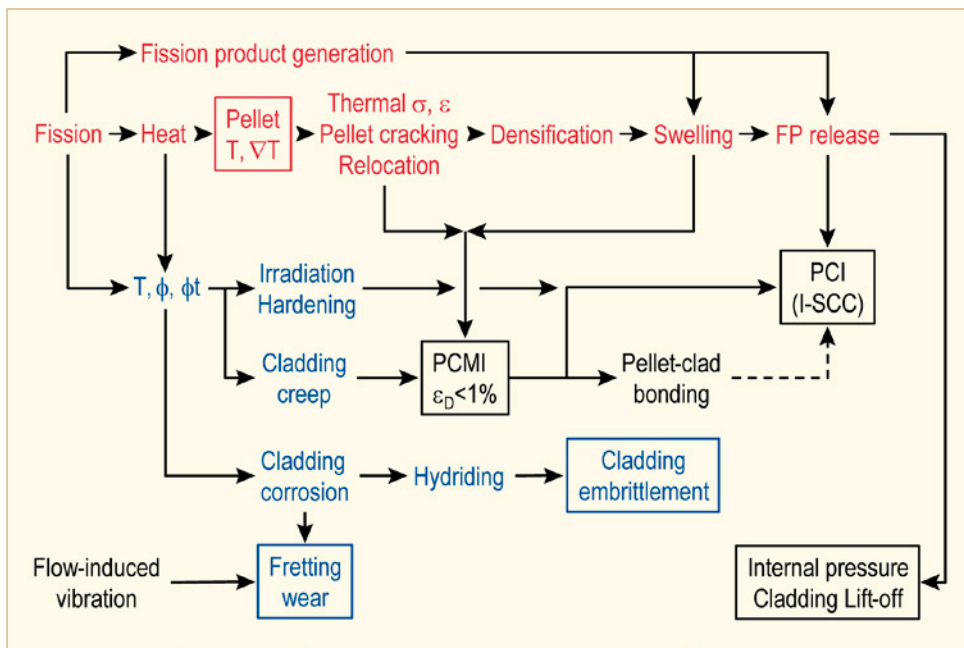 Fission product generation
Fission
Heat
Pellet
T, ∇T
Thermal σ, ε
Pellet cracking
Relocation
Densification
Swelling
FP release
T, ϕ, ϕt
Irradiation
Hardening
PCI
(I-SCC)
Cladding
creep
PCMI
ε_D<1%
Pellet-clad
bonding
Cladding
corrosion
Hydriding
Cladding
embrittlement
Flow-induced
vibration
Fretting
wear
Internal pressure
Cladding Lift-off